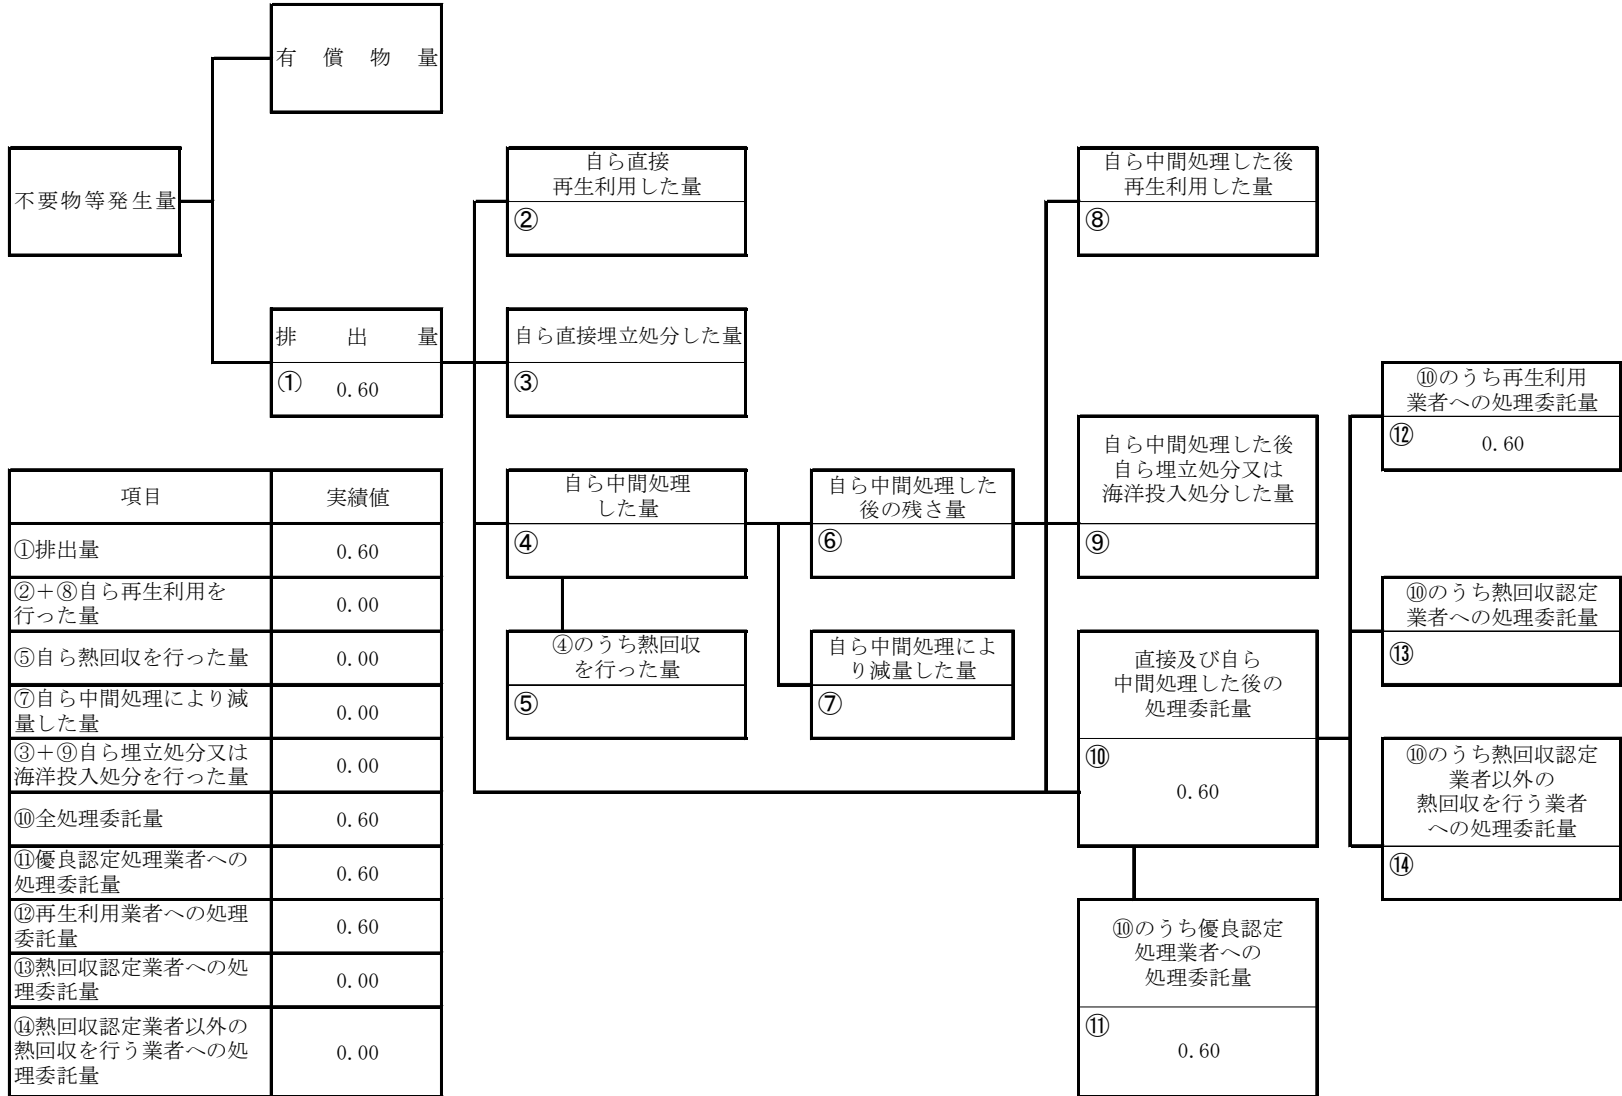 有償物量
不要物等発生量
排出量
① 0.60
自ら直接
再生利用した量
②
自ら直接埋立処分した量
③
自ら中間処理
した量
④
④のうち熱回収
を行った量
⑤
自ら中間処理した
後の残さ量
⑥
自ら中間処理によ
り減量した量
⑦
自ら中間処理した後
再生利用した量
⑧
自ら中間処理した後
自ら埋立処分又は
海洋投入処分した量
⑨
直接及び自ら
中間処理した後の
処理委託量
⑩
0.60
⑩のうち優良認定
処理業者への
処理委託量
⑪
0.60
⑩のうち再生利用
業者への処理委託量
⑫ 0.60
⑩のうち熱回収認定
業者への処理委託量
⑬
⑩のうち熱回収認定
業者以外の
熱回収を行う業者
への処理委託量
⑭
項目 実績値
①排出量 0.60
②+⑧自ら再生利用を
行った量 0.00
⑤自ら熱回収を行った量 0.00
⑦自ら中間処理により減
量した量 0.00
③+⑨自ら埋立処分又は
海洋投入処分を行った量 0.00
⑩全処理委託量 0.60
⑪優良認定処理業者への
処理委託量 0.60
⑫再生利用業者への処理
委託量 0.60
⑬熱回収認定業者への処
理委託量 0.00
⑭熱回収認定業者以外の
熱回収を行う業者への処
理委託量 0.00